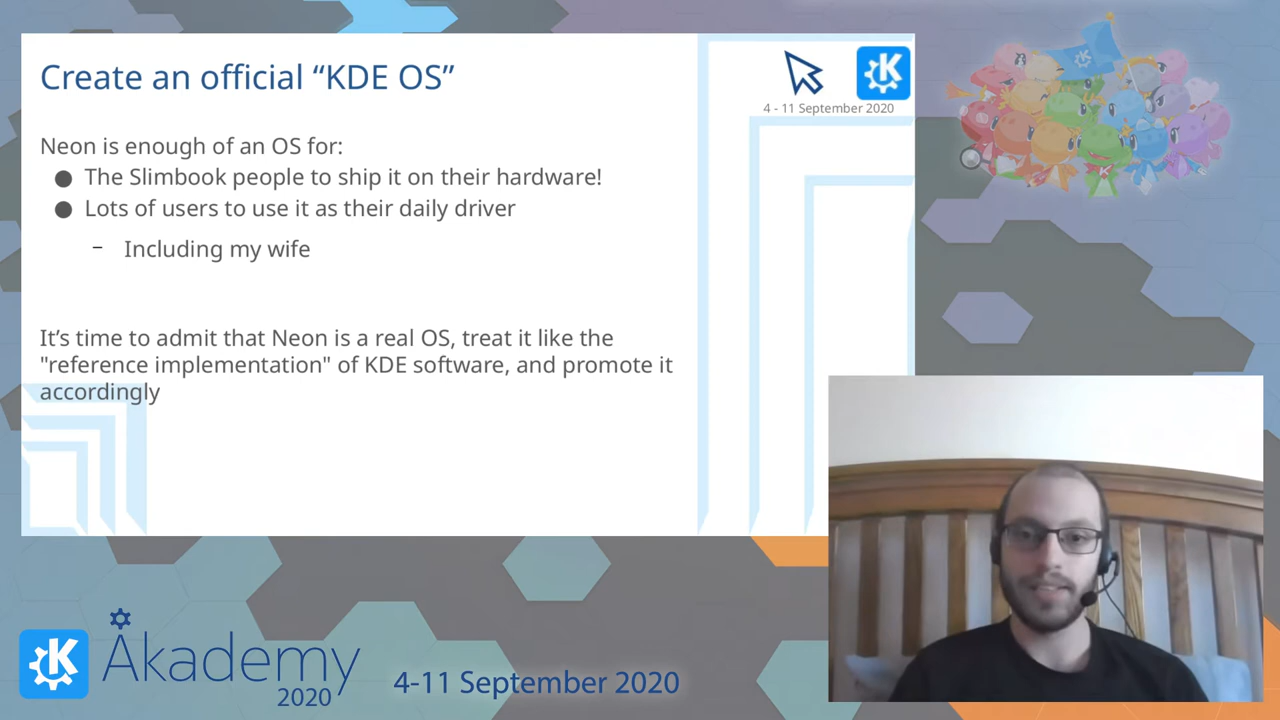 Create an official “KDE OS”
4 - 11 September 2020
Neon is enough of an OS for:
● The Slimbook people to ship it on their hardware!
● Lots of users to use it as their daily driver
– Including my wife
It’s time to admit that Neon is a real OS, treat it like the
"reference implementation" of KDE software, and promote it
accordingly
Akademy
2020
4-11 September 2020